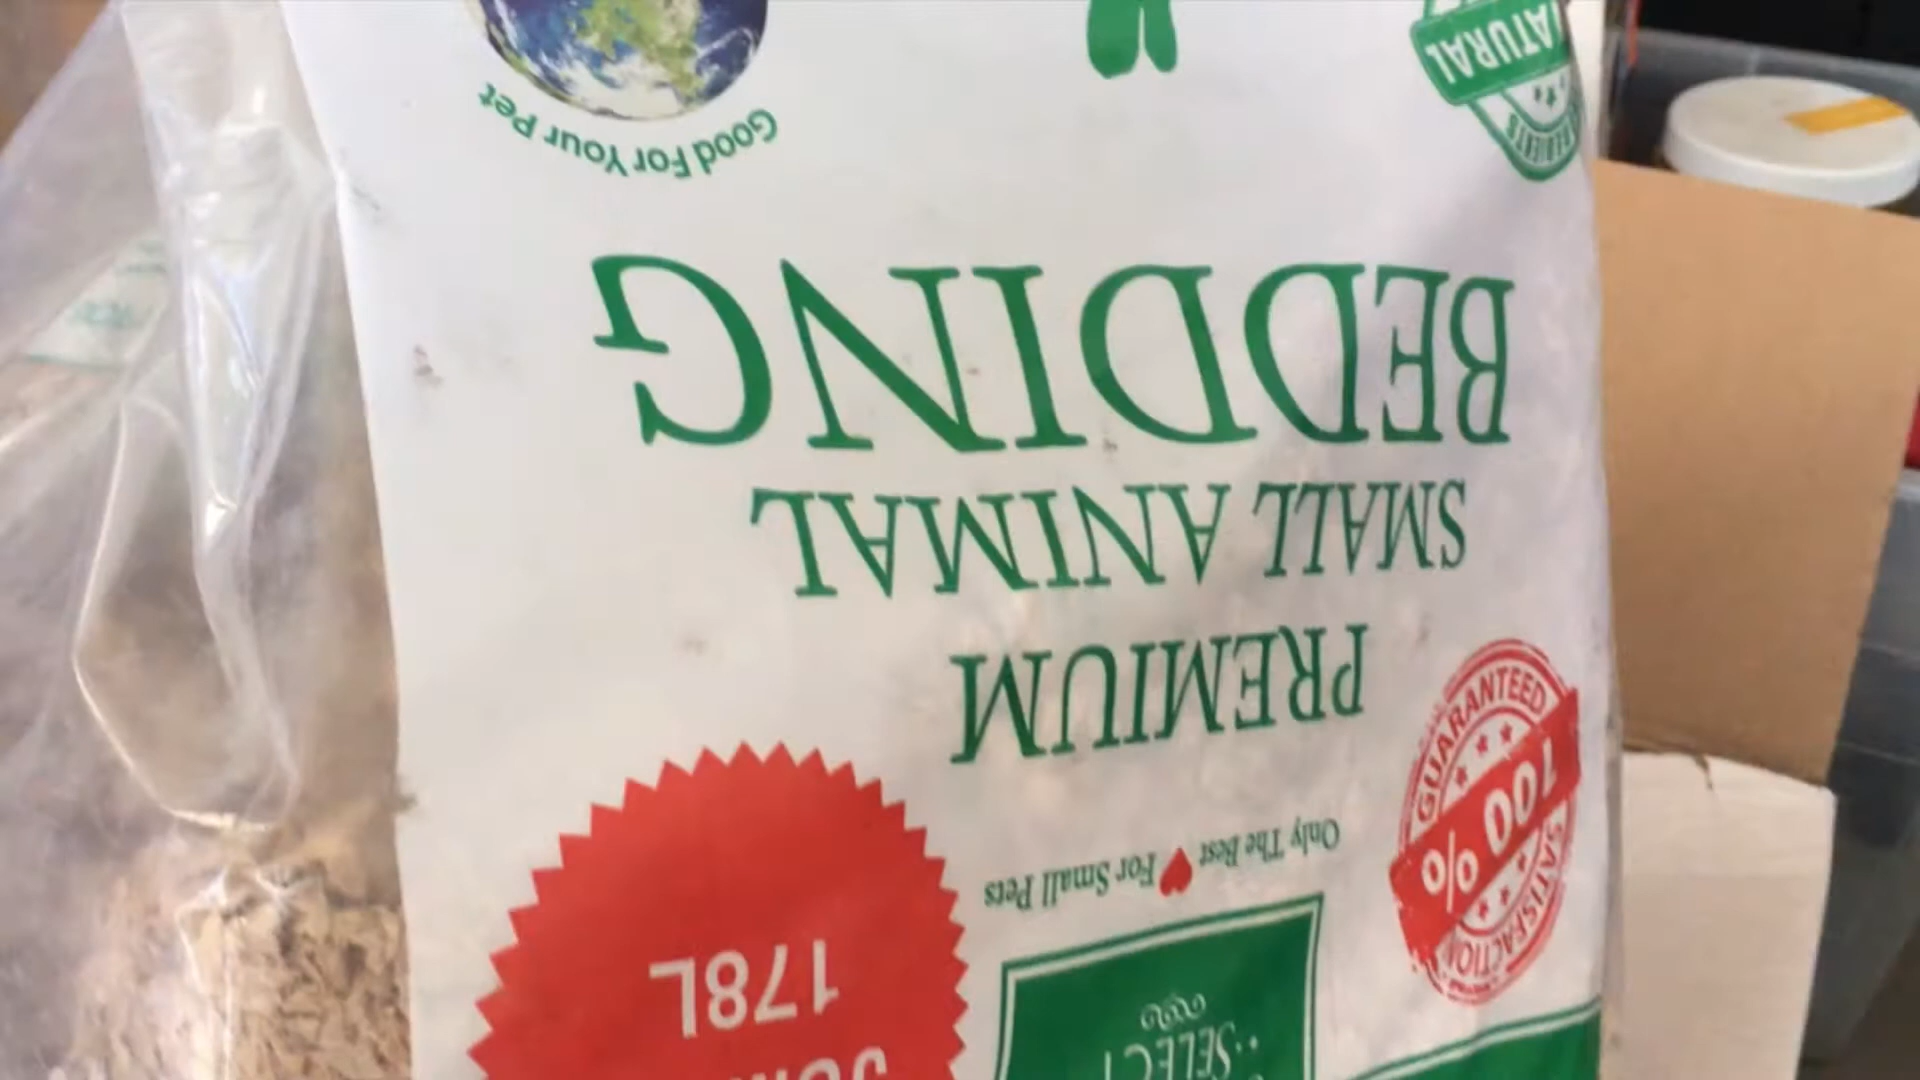 SELECT
178L
Only The Best For Small Pets
100%
GUARANTEED
SATISFACTION
PREMIUM
SMALL ANIMAL
BEDDING
Good For Your Pet
NATURAL